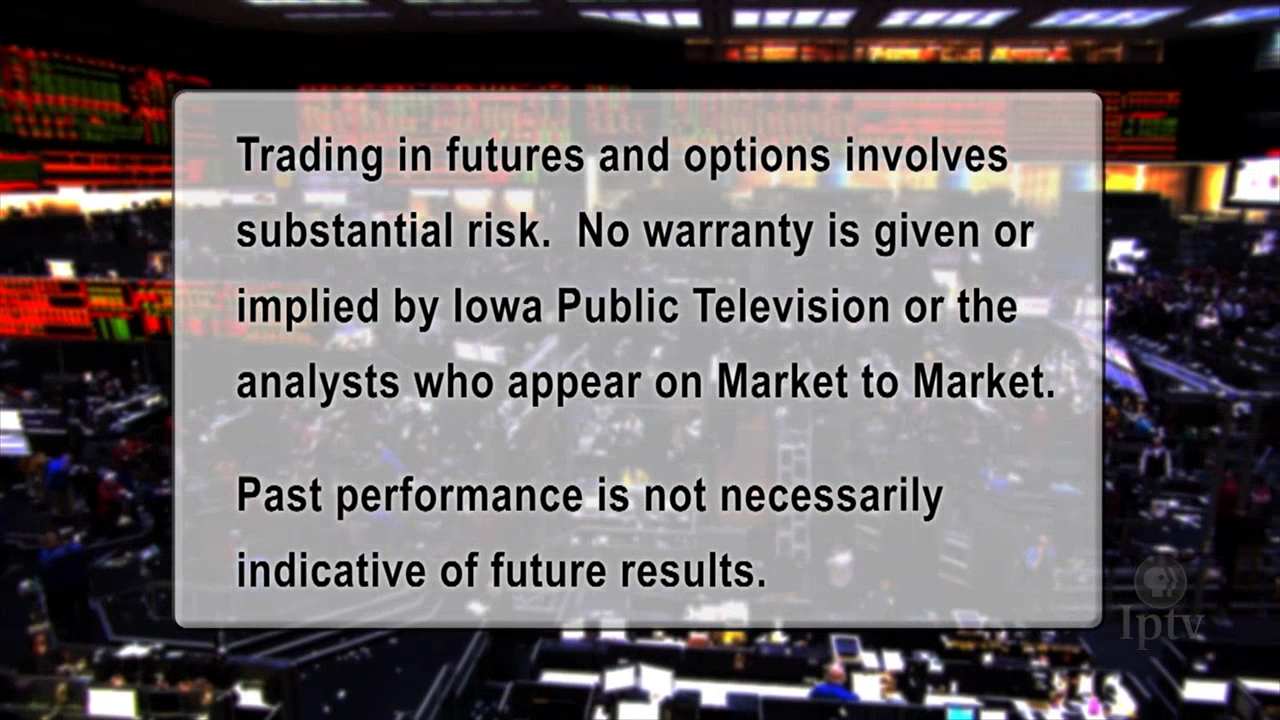 Trading in futures and options involves
substantial risk.  No warranty is given or
implied by Iowa Public Television or the
analysts who appear on Market to Market.
Past performance is not necessarily
indicative of future results.
Iptv